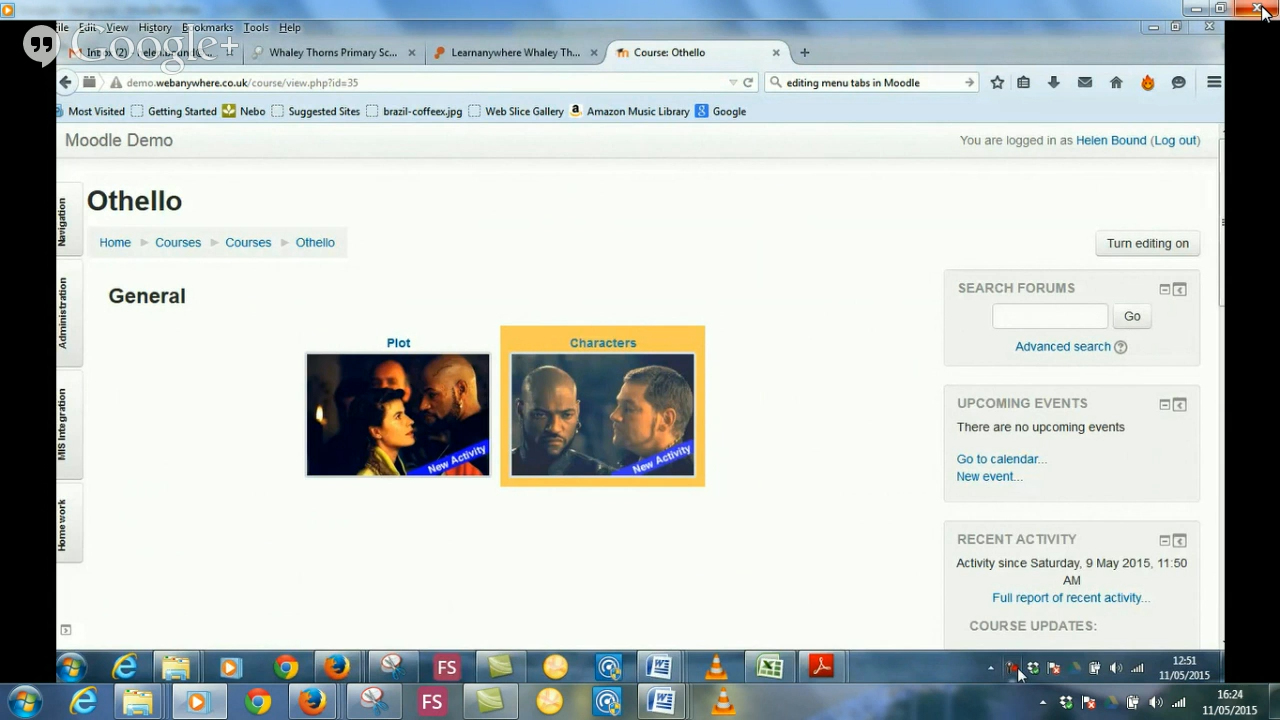 File Edit View History Bookmarks Tools Help
Google+
Inbox (2)
Whaley Thorns Primary Sc...
Learnanywhere Whaley Th...
Course: Othello
demo.webanywhere.co.uk/course/view.php?id=35
editing menu tabs in Moodle
Most Visited Getting Started Nebo Suggested Sites brazil-coffeex.jpg Web Slice Gallery Amazon Music Library Google
Moodle Demo
You are logged in as Helen Bound (Log out)
Othello
Home Courses Courses Othello
Turn editing on
Navigation
Administration
MIS Integration
Homework
General
Plot
New Activity
Characters
New Activity
SEARCH FORUMS
Go
Advanced search
UPCOMING EVENTS
There are no upcoming events
Go to calendar...
New event...
RECENT ACTIVITY
Activity since Saturday, 9 May 2015, 11:50
AM
Full report of recent activity...
COURSE UPDATES:
FS
12:51
11/05/2015
FS
16:24
11/05/2015